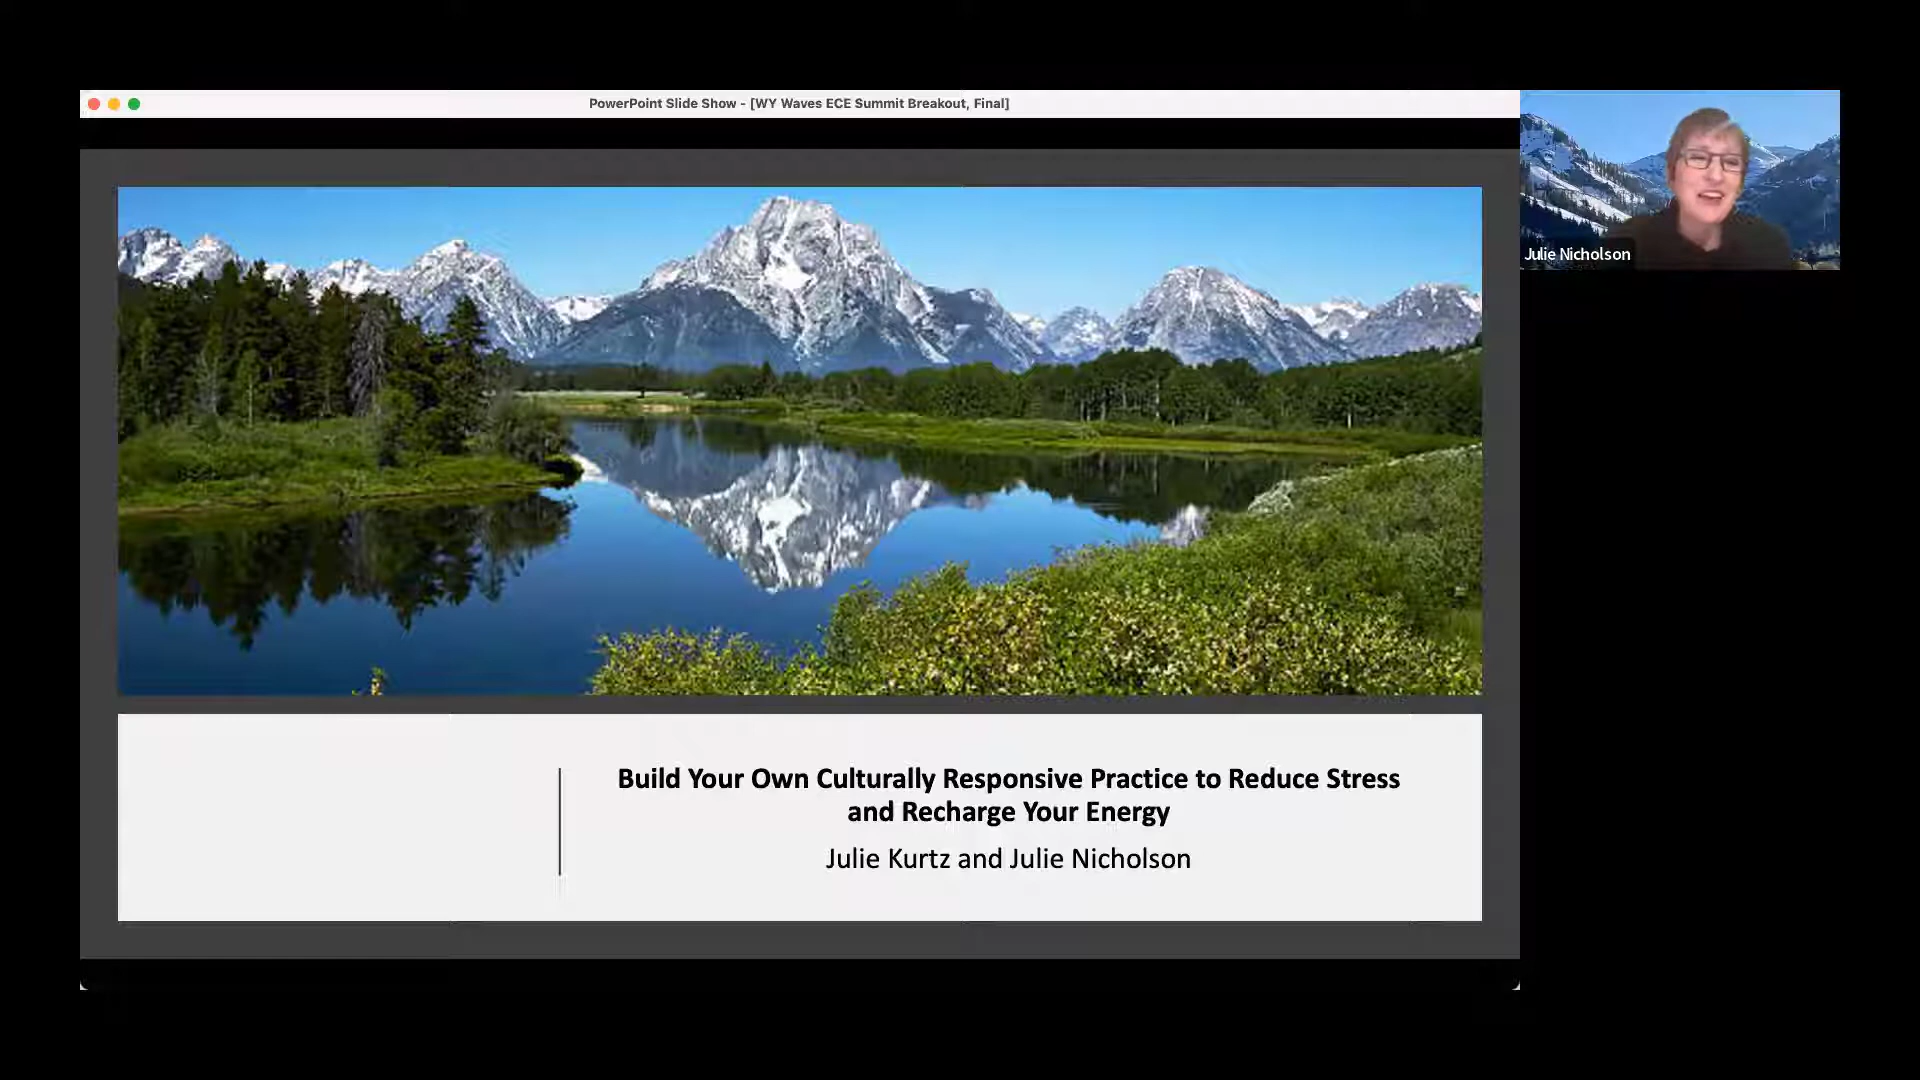 PowerPoint Slide Show - [WY Waves ECE Summit Breakout, Final]
Julie Nicholson
Build Your Own Culturally Responsive Practice to Reduce Stress
and Recharge Your Energy
Julie Kurtz and Julie Nicholson